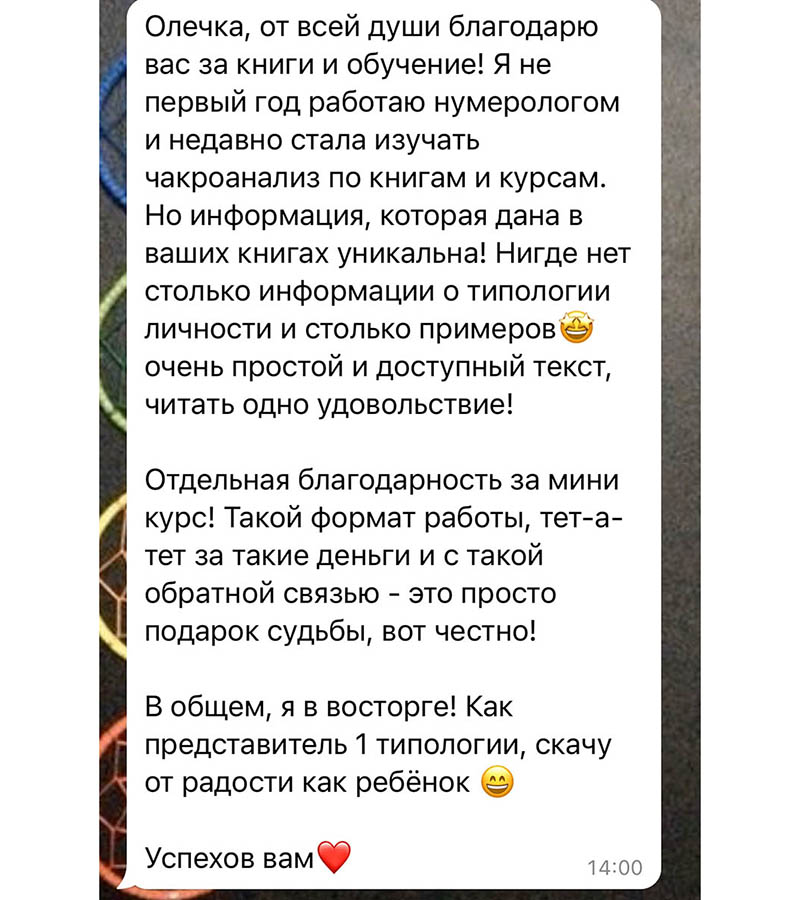 Олечка, от всей души благодарю
вас за книги и обучение! Я не
первый год работаю нумерологом
и недавно стала изучать
чакроанализ по книгам и курсам.
Но информация, которая дана в
ваших книгах уникальна! Нигде нет
столько информации о типологии
личности и столько примеров🤩
очень простой и доступный текст,
читать одно удовольствие!
Отдельная благодарность за мини
курс! Такой формат работы, тет-а-
тет за такие деньги и с такой
обратной связью - это просто
подарок судьбы, вот честно!
В общем, я в восторге! Как
представитель 1 типологии, скачу
от радости как ребёнок 😄
Успехов вам❤️
14:00